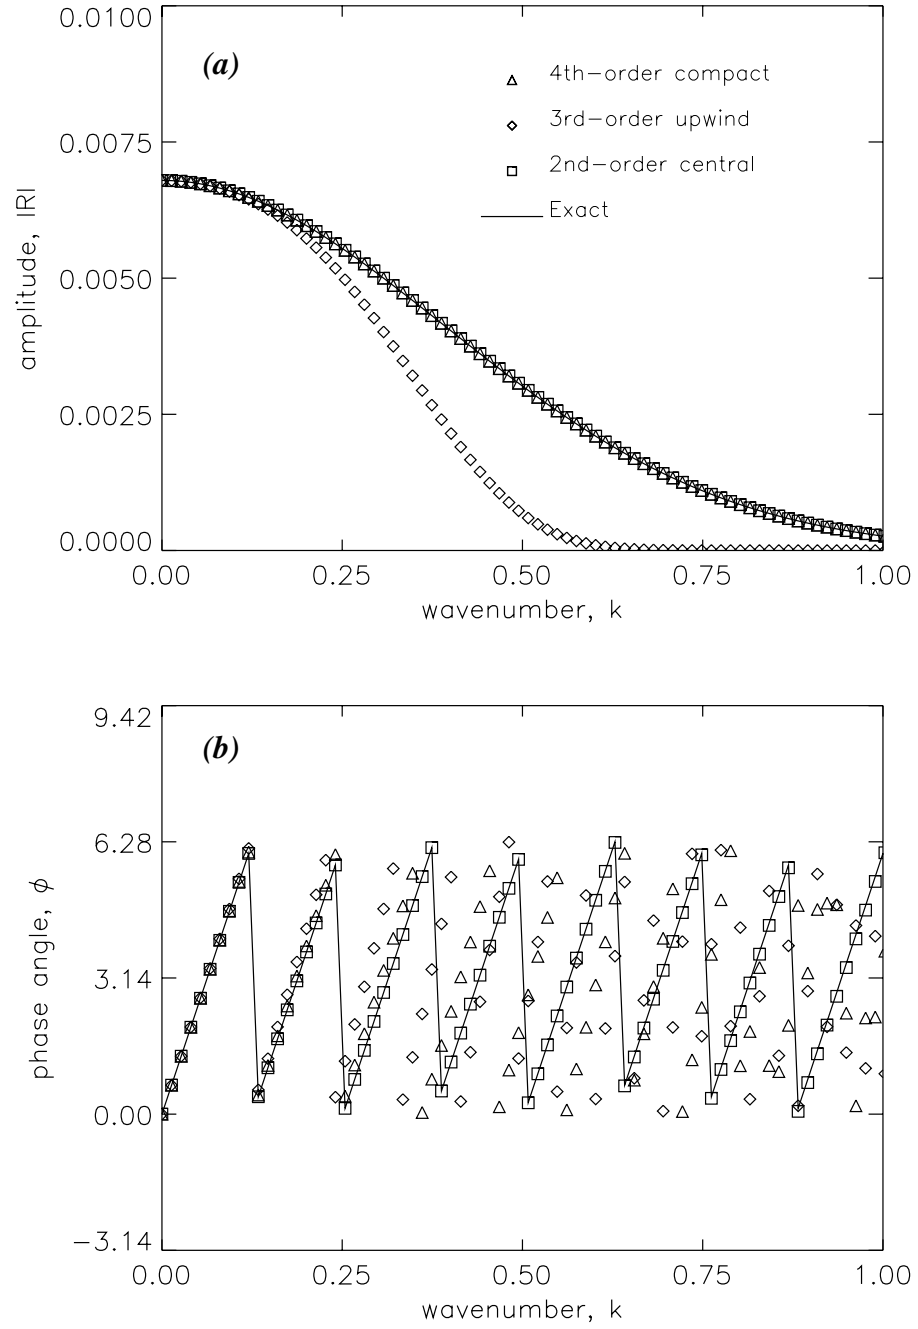 (a)
0.0100
0.0075
0.0050
0.0025
0.0000
amplitude, |R|
4th-order compact
3rd-order upwind
2nd-order central
Exact
0.00 0.25 0.50 0.75 1.00
wavenumber, k
(b)
9.42
6.28
3.14
0.00
-3.14
phase angle, ϕ
0.00 0.25 0.50 0.75 1.00
wavenumber, k